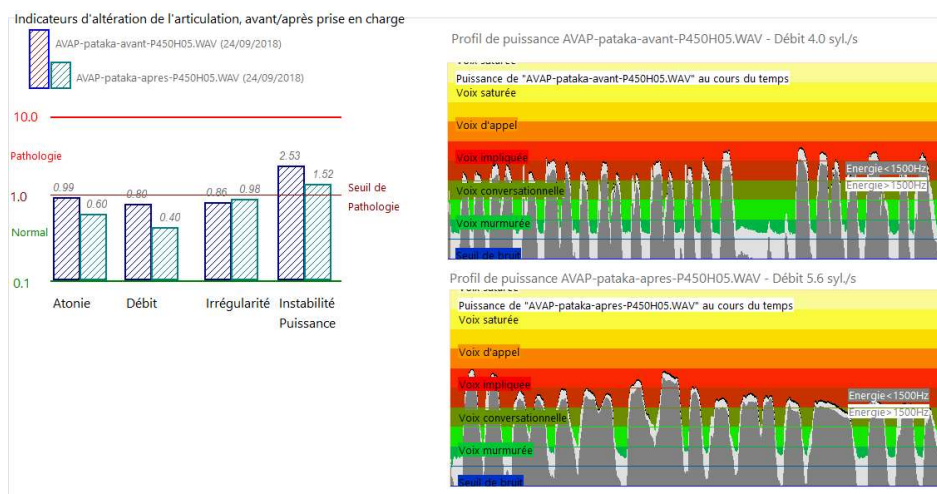 Indicateurs d'altération de l'articulation, avant/après prise en charge
AVAP-pataka-avant-P450H05.WAV (24/09/2018)
AVAP-pataka-apres-P450H05.WAV (24/09/2018)
10.0
Pathologie
1.0
Normal
0.1
0.99
0.60
0.80
0.40
0.86
0.98
2.53
1.52
Seuil de
Pathologie
Atonie
Débit
Irrégularité
Instabilité
Puissance
Profil de puissance AVAP-pataka-avant-P450H05.WAV - Débit 4.0 syl./s
Voix saturée
Puissance de "AVAP-pataka-avant-P450H05.WAV" au cours du temps
Voix saturée
Voix d'appel
Voix impliquée
Energie<1500Hz
Energie>1500Hz
Voix conversationnelle
Voix murmurée
Seuil de bruit
Profil de puissance AVAP-pataka-apres-P450H05.WAV - Débit 5.6 syl./s
Voix saturée
Puissance de "AVAP-pataka-apres-P450H05.WAV" au cours du temps
Voix saturée
Voix d'appel
Voix impliquée
Energie<1500Hz
Energie>1500Hz
Voix conversationnelle
Voix murmurée
Seuil de bruit